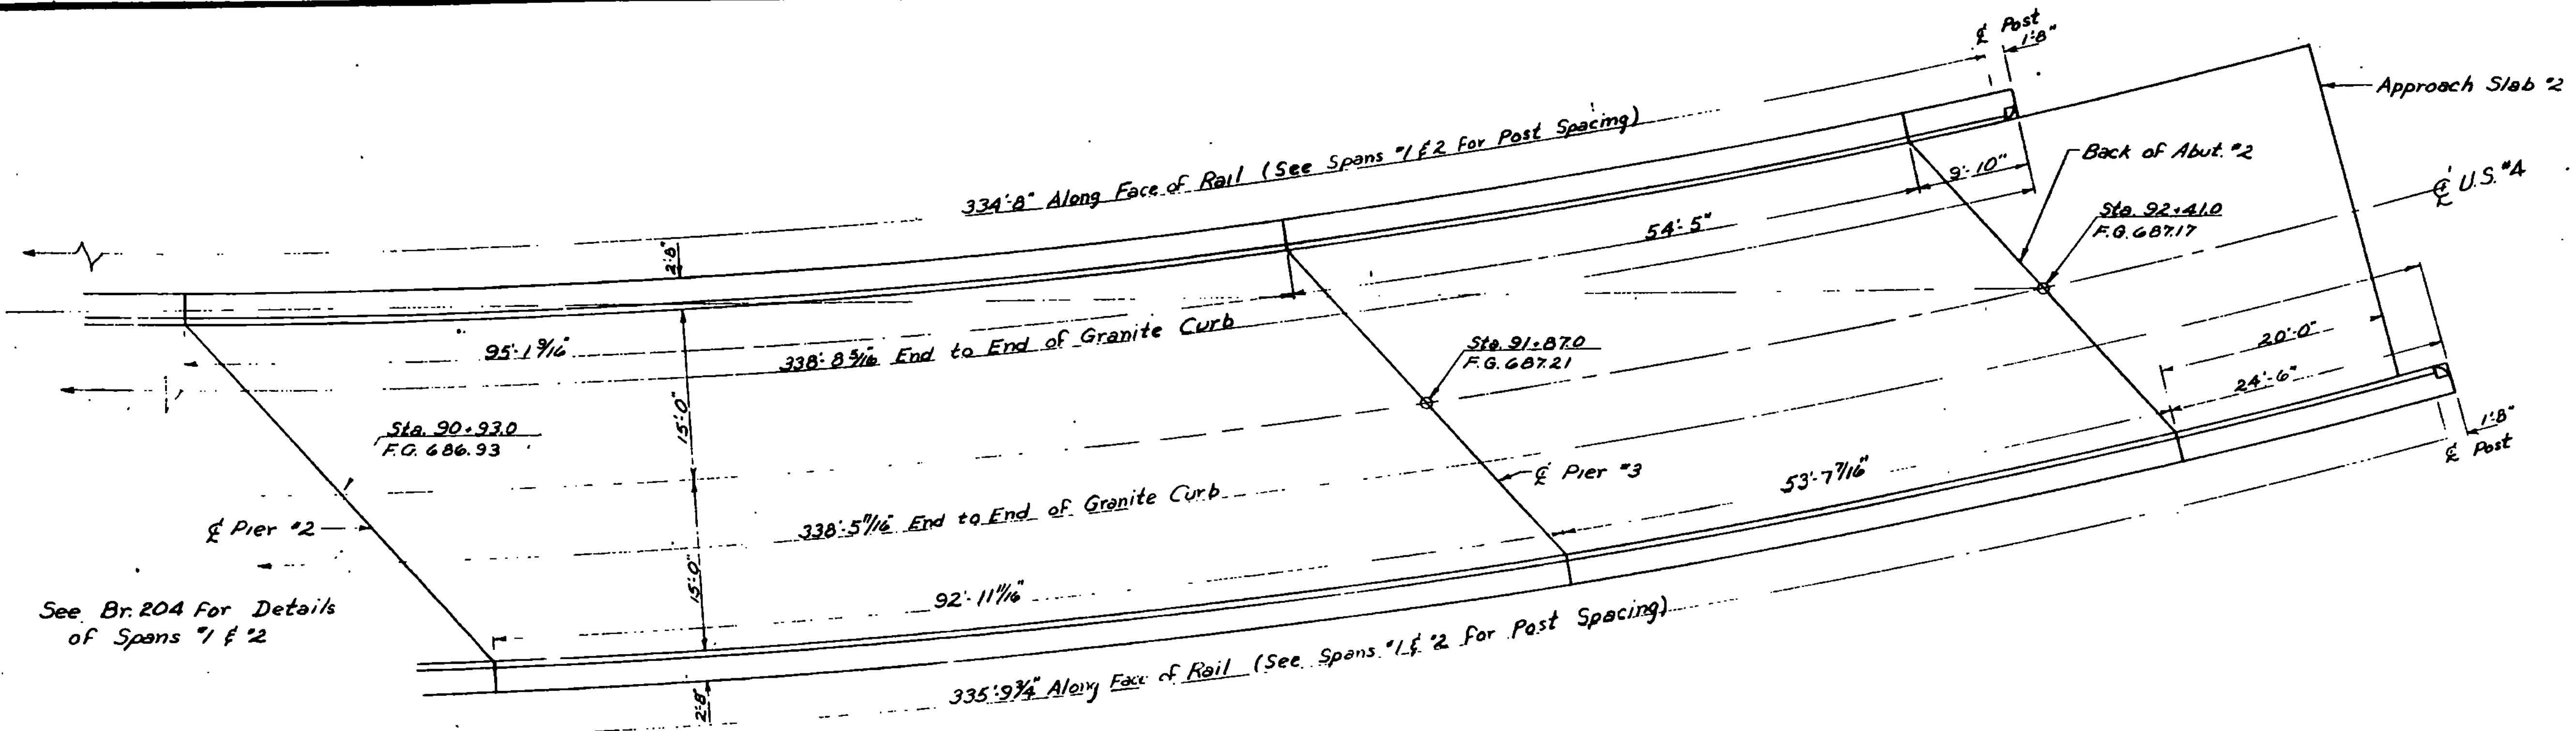 ℄ Post
1'-8"
Approach Slab #2
334'-8" Along Face of Rail (See Spans #1 & 2 For Post Spacing)
Back of Abut. #2
9'-10"
℄ U.S. #4
Sta. 92+41.0
F.G. 687.17
54'-5"
2'-8"
95'-1 9/16"
338'-8 5/16" End to End of Granite Curb
Sta. 91+87.0
F.G. 687.21
20'-0"
24'-6"
1'-8"
℄ Post
15'-0"
Sta. 90+93.0
F.G. 686.93
℄ Pier #3
53'-7 7/16"
℄ Pier #2
338'-5 11/16" End to End of Granite Curb
15'-0"
92'-11 11/16"
See Br. 204 For Details
of Spans #1 & #2
335'-9 3/4" Along Face of Rail (See Spans #1 & #2 For Post Spacing)
2'-8"